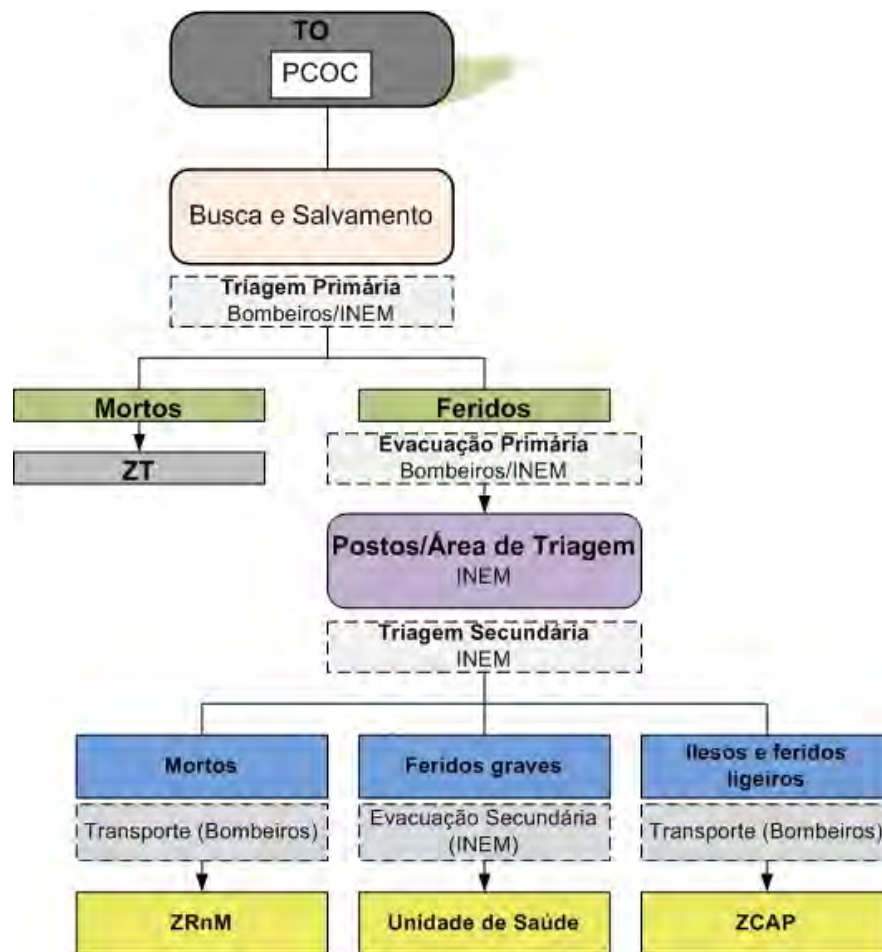 TO
PCOC
Busca e Salvamento
Triagem Primária
Bombeiros/INEM
Mortos
Feridos
ZT
Evacuação Primária
Bombeiros/INEM
Postos/Área de Triagem
INEM
Triagem Secundária
INEM
Mortos
Feridos graves
Ilesos e feridos
ligeiros
Transporte (Bombeiros)
Evacuação Secundária
(INEM)
Transporte (Bombeiros)
ZRnM
Unidade de Saúde
ZCAP